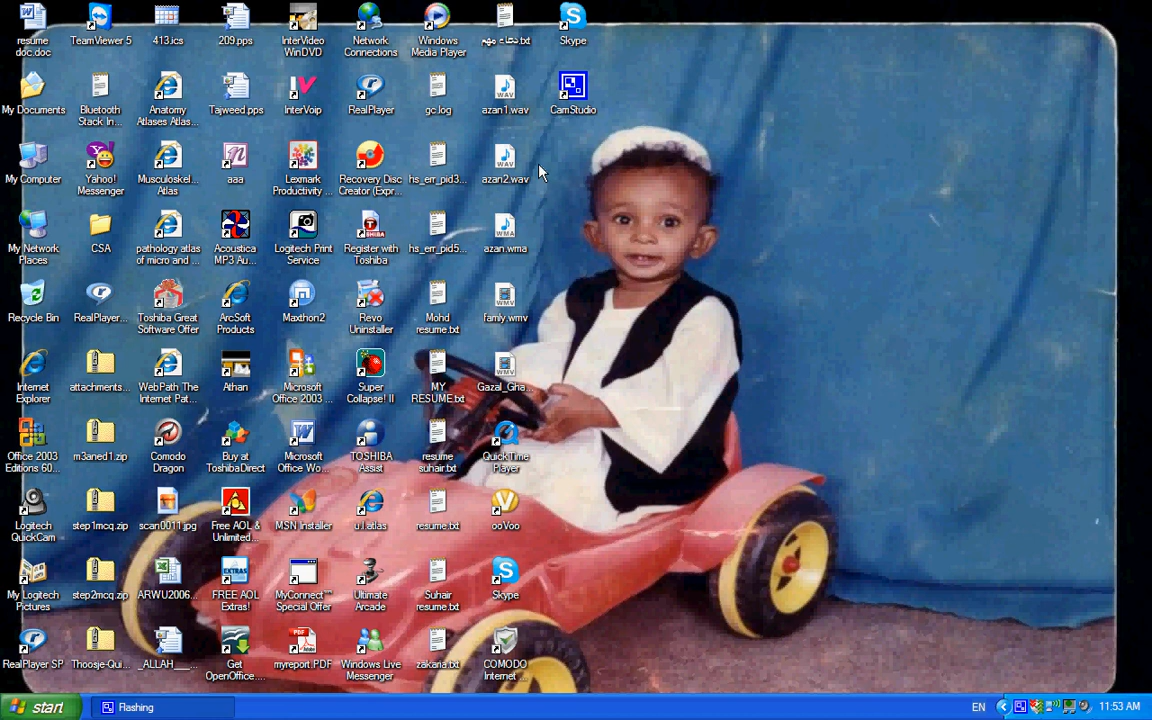 resume
doc.doc
TeamViewer 5
413.ics
209.pps
InterVideo
WinDVD
Network
Connections
Windows
Media Player
دعاء مهم.txt
Skype
My Documents
Bluetooth
Stack In...
Anatomy
Atlases Atlas...
Tajweed.pps
InterVoip
RealPlayer
gc.log
azan1.wav
CamStudio
My Computer
Yahoo!
Messenger
Musculoskel...
Atlas
aaa
Lexmark
Productivity ...
Recovery Disc
Creator (Expr...
hs_err_pid3...
azan2.wav
My Network
Places
CSA
pathology atlas
of micro and ...
Acoustica
MP3 Au...
Logitech Print
Service
Register with
Toshiba
hs_err_pid5...
azan.wma
Recycle Bin
RealPlayer...
Toshiba Great
Software Offer
ArcSoft
Products
Maxthon2
Revo
Uninstaller
Mohd
resume.txt
famly.wmv
Internet
Explorer
attachments...
WebPath The
Internet Pat...
Athan
Microsoft
Office 2003 ...
Super
Collapse! II
MY
RESUME.txt
Gazal_Gha...
Office 2003
Editions 60...
m3aned1.zip
Comodo
Dragon
Buy at
ToshibaDirect
Microsoft
Office Wo...
TOSHIBA
Assist
resume
suhair.txt
QuickTime
Player
Logitech
QuickCam
step1mcq.zip
scan0011.jpg
Free AOL &
Unlimited...
MSN Installer
u.l.atlas
resume.txt
ooVoo
My Logitech
Pictures
step2mcq.zip
ARWU2006...
EXTRAS
FREE AOL
Extras!
MyConnect™
Special Offer
Ultimate
Arcade
Suhair
resume.txt
Skype
RealPlayer SP
Thoosje-Qui...
_ALLAH___...
Get
OpenOffice....
myreport.PDF
Windows Live
Messenger
zakaria.txt
COMODO
Internet ...
start
Flashing
EN
11:53 AM